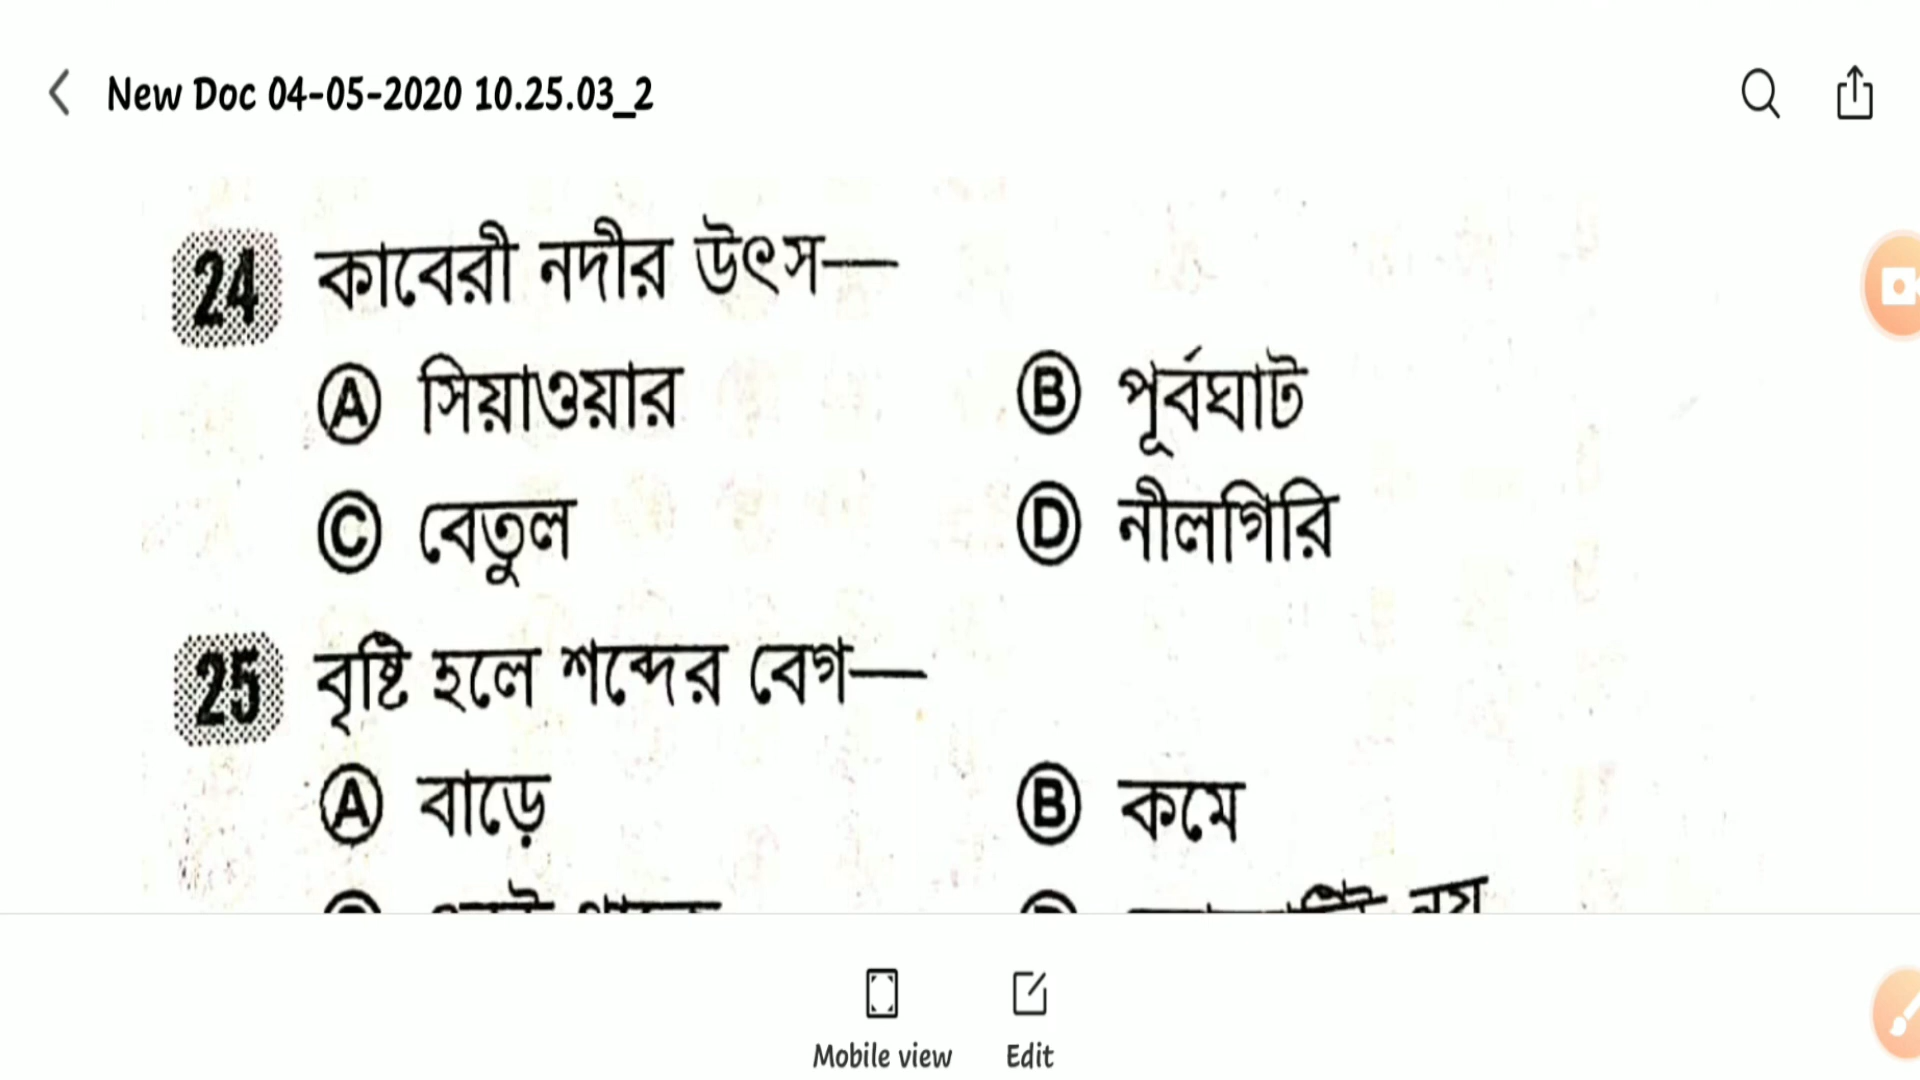 New Doc 04-05-2020 10.25.03_2
24 কাবেরী নদীর উৎস—
A সিয়াওয়ার B পূর্বঘাট
C বেতুল D নীলগিরি
25 বৃষ্টি হলে শব্দের বেগ—
A বাড়ে B কমে
নয়
Mobile view Edit